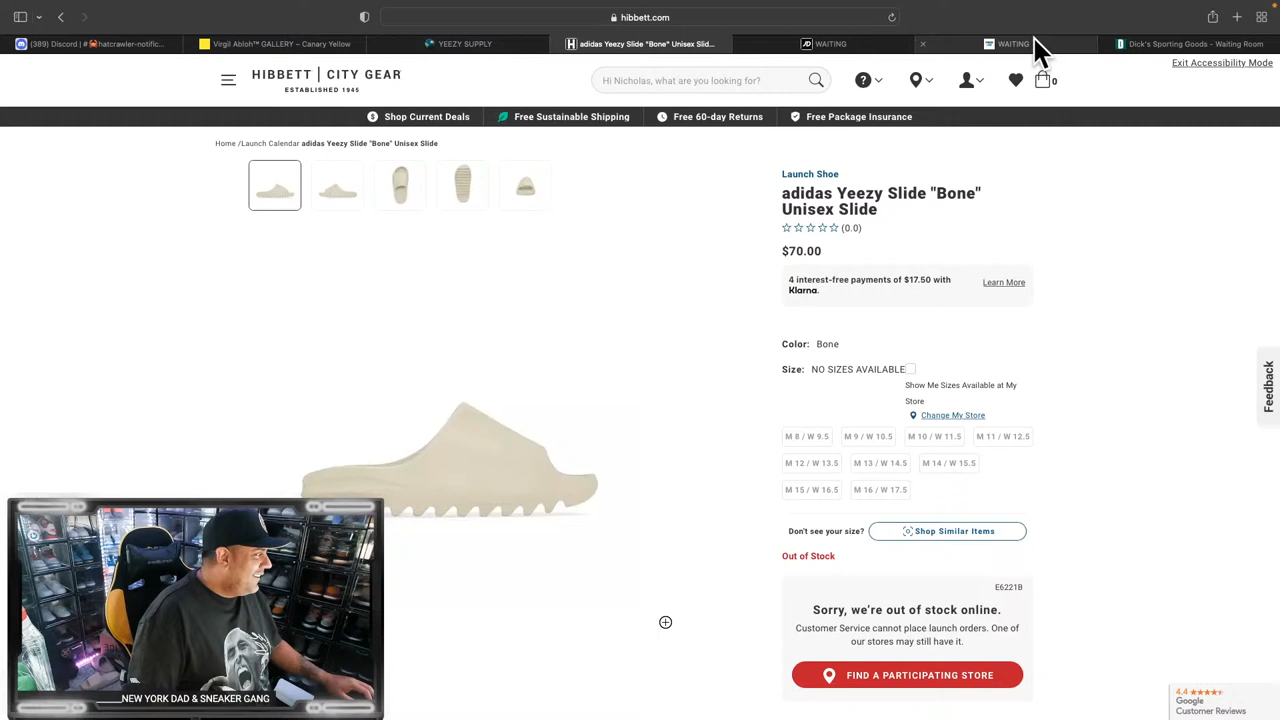 hibbett.com
(389) Discord | #🦀hatcrawler-notific...
Virgil Abloh™ GALLERY – Canary Yellow
YEEZY SUPPLY
adidas Yeezy Slide "Bone" Unisex Slid...
WAITING
WAITING
Dick's Sporting Goods - Waiting Room
Exit Accessibility Mode
HIBBETT | CITY GEAR
ESTABLISHED 1945
Hi Nicholas, what are you looking for?
0
Shop Current Deals
Free Sustainable Shipping
Free 60-day Returns
Free Package Insurance
Home /Launch Calendar adidas Yeezy Slide "Bone" Unisex Slide
Launch Shoe
adidas Yeezy Slide "Bone"
Unisex Slide
(0.0)
$70.00
4 interest-free payments of $17.50 with
Klarna.
Learn More
Color: Bone
Size: NO SIZES AVAILABLE
Show Me Sizes Available at My
Store
Change My Store
M 8 / W 9.5 M 9 / W 10.5 M 10 / W 11.5 M 11 / W 12.5
M 12 / W 13.5 M 13 / W 14.5 M 14 / W 15.5
M 15 / W 16.5 M 16 / W 17.5
Don't see your size? Shop Similar Items
Out of Stock
E6221B
Sorry, we're out of stock online.
Customer Service cannot place launch orders. One of
our stores may still have it.
FIND A PARTICIPATING STORE
Feedback
4.4
Google
Customer Reviews
NEW YORK DAD & SNEAKER GANG